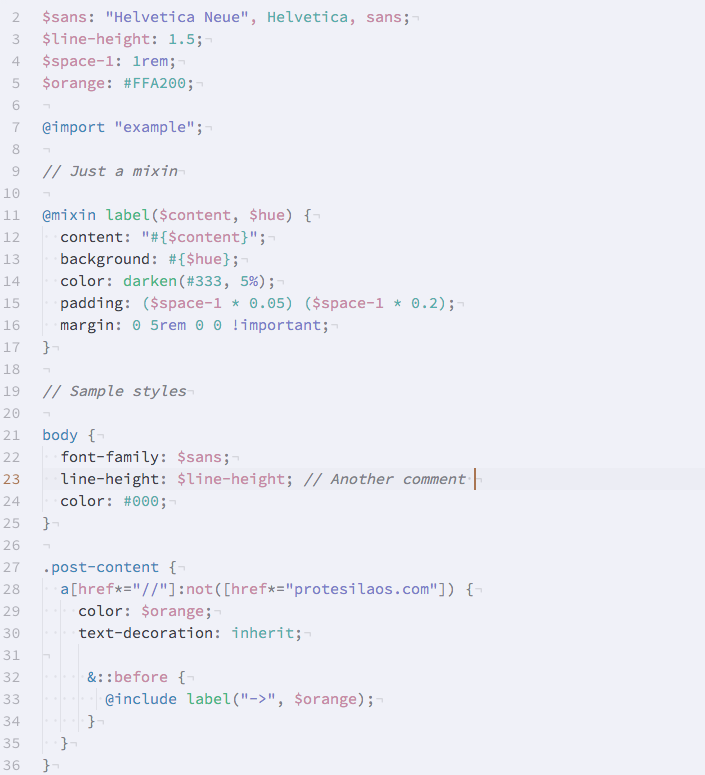 2 $sans: "Helvetica Neue", Helvetica, sans;
3 $line-height: 1.5;
4 $space-1: 1rem;
5 $orange: #FFA200;
6
7 @import "example";
8
9 // Just a mixin
10
11 @mixin label($content, $hue) {
12   content: "#{$content}";
13   background: #{$hue};
14   color: darken(#333, 5%);
15   padding: ($space-1 * 0.05) ($space-1 * 0.2);
16   margin: 0 5rem 0 0 !important;
17 }
18
19 // Sample styles
20
21 body {
22   font-family: $sans;
23   line-height: $line-height; // Another comment
24   color: #000;
25 }
26
27 .post-content {
28   a[href*="//"]:not([href*="protesilaos.com"]) {
29     color: $orange;
30     text-decoration: inherit;
31
32     &::before {
33       @include label("->", $orange);
34     }
35   }
36 }